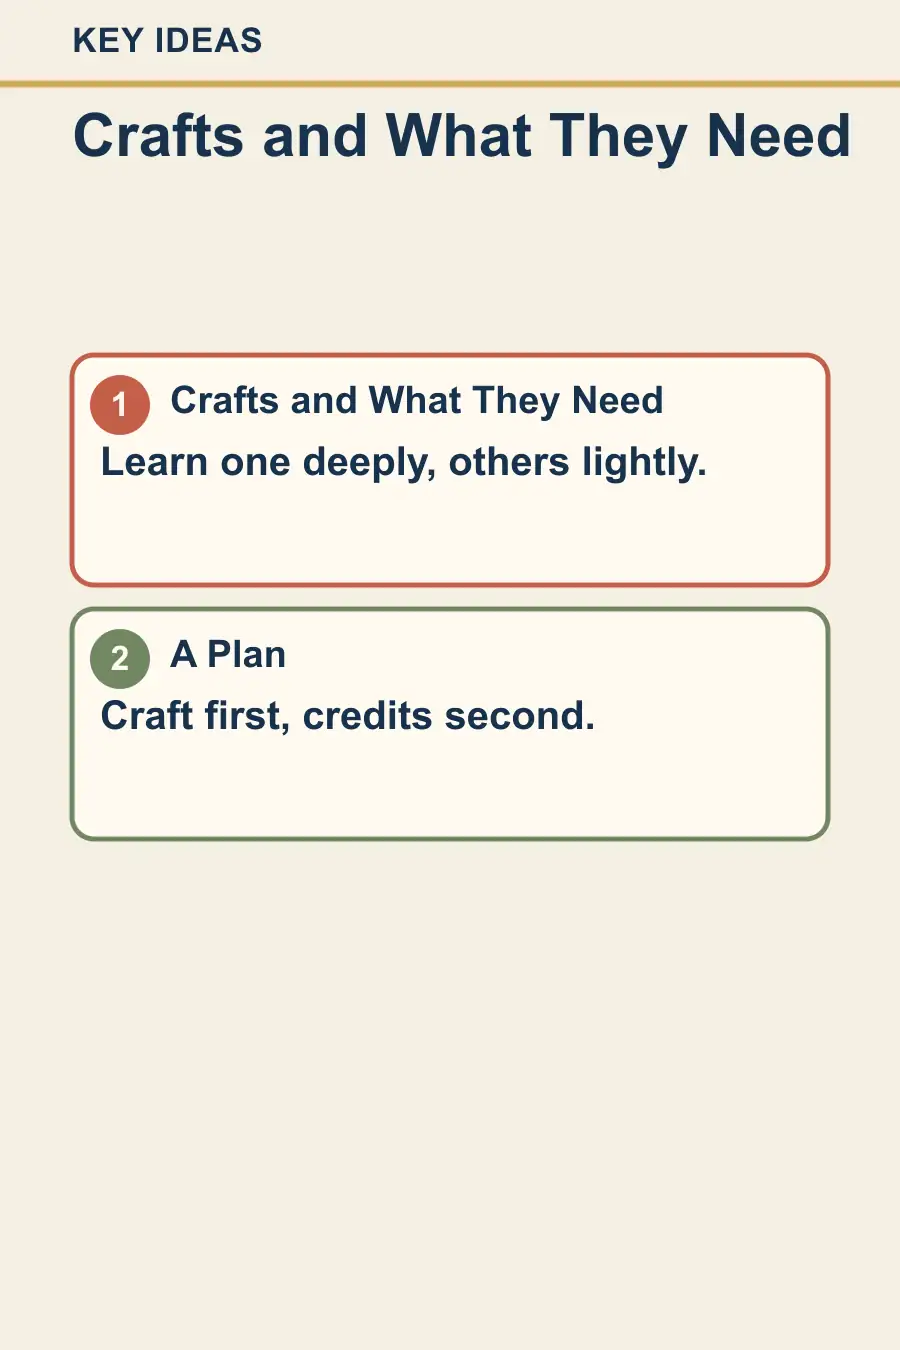 KEY IDEAS
Crafts and What They Need
1
Crafts and What They Need
Learn one deeply, others lightly.
2
A Plan
Craft first, credits second.